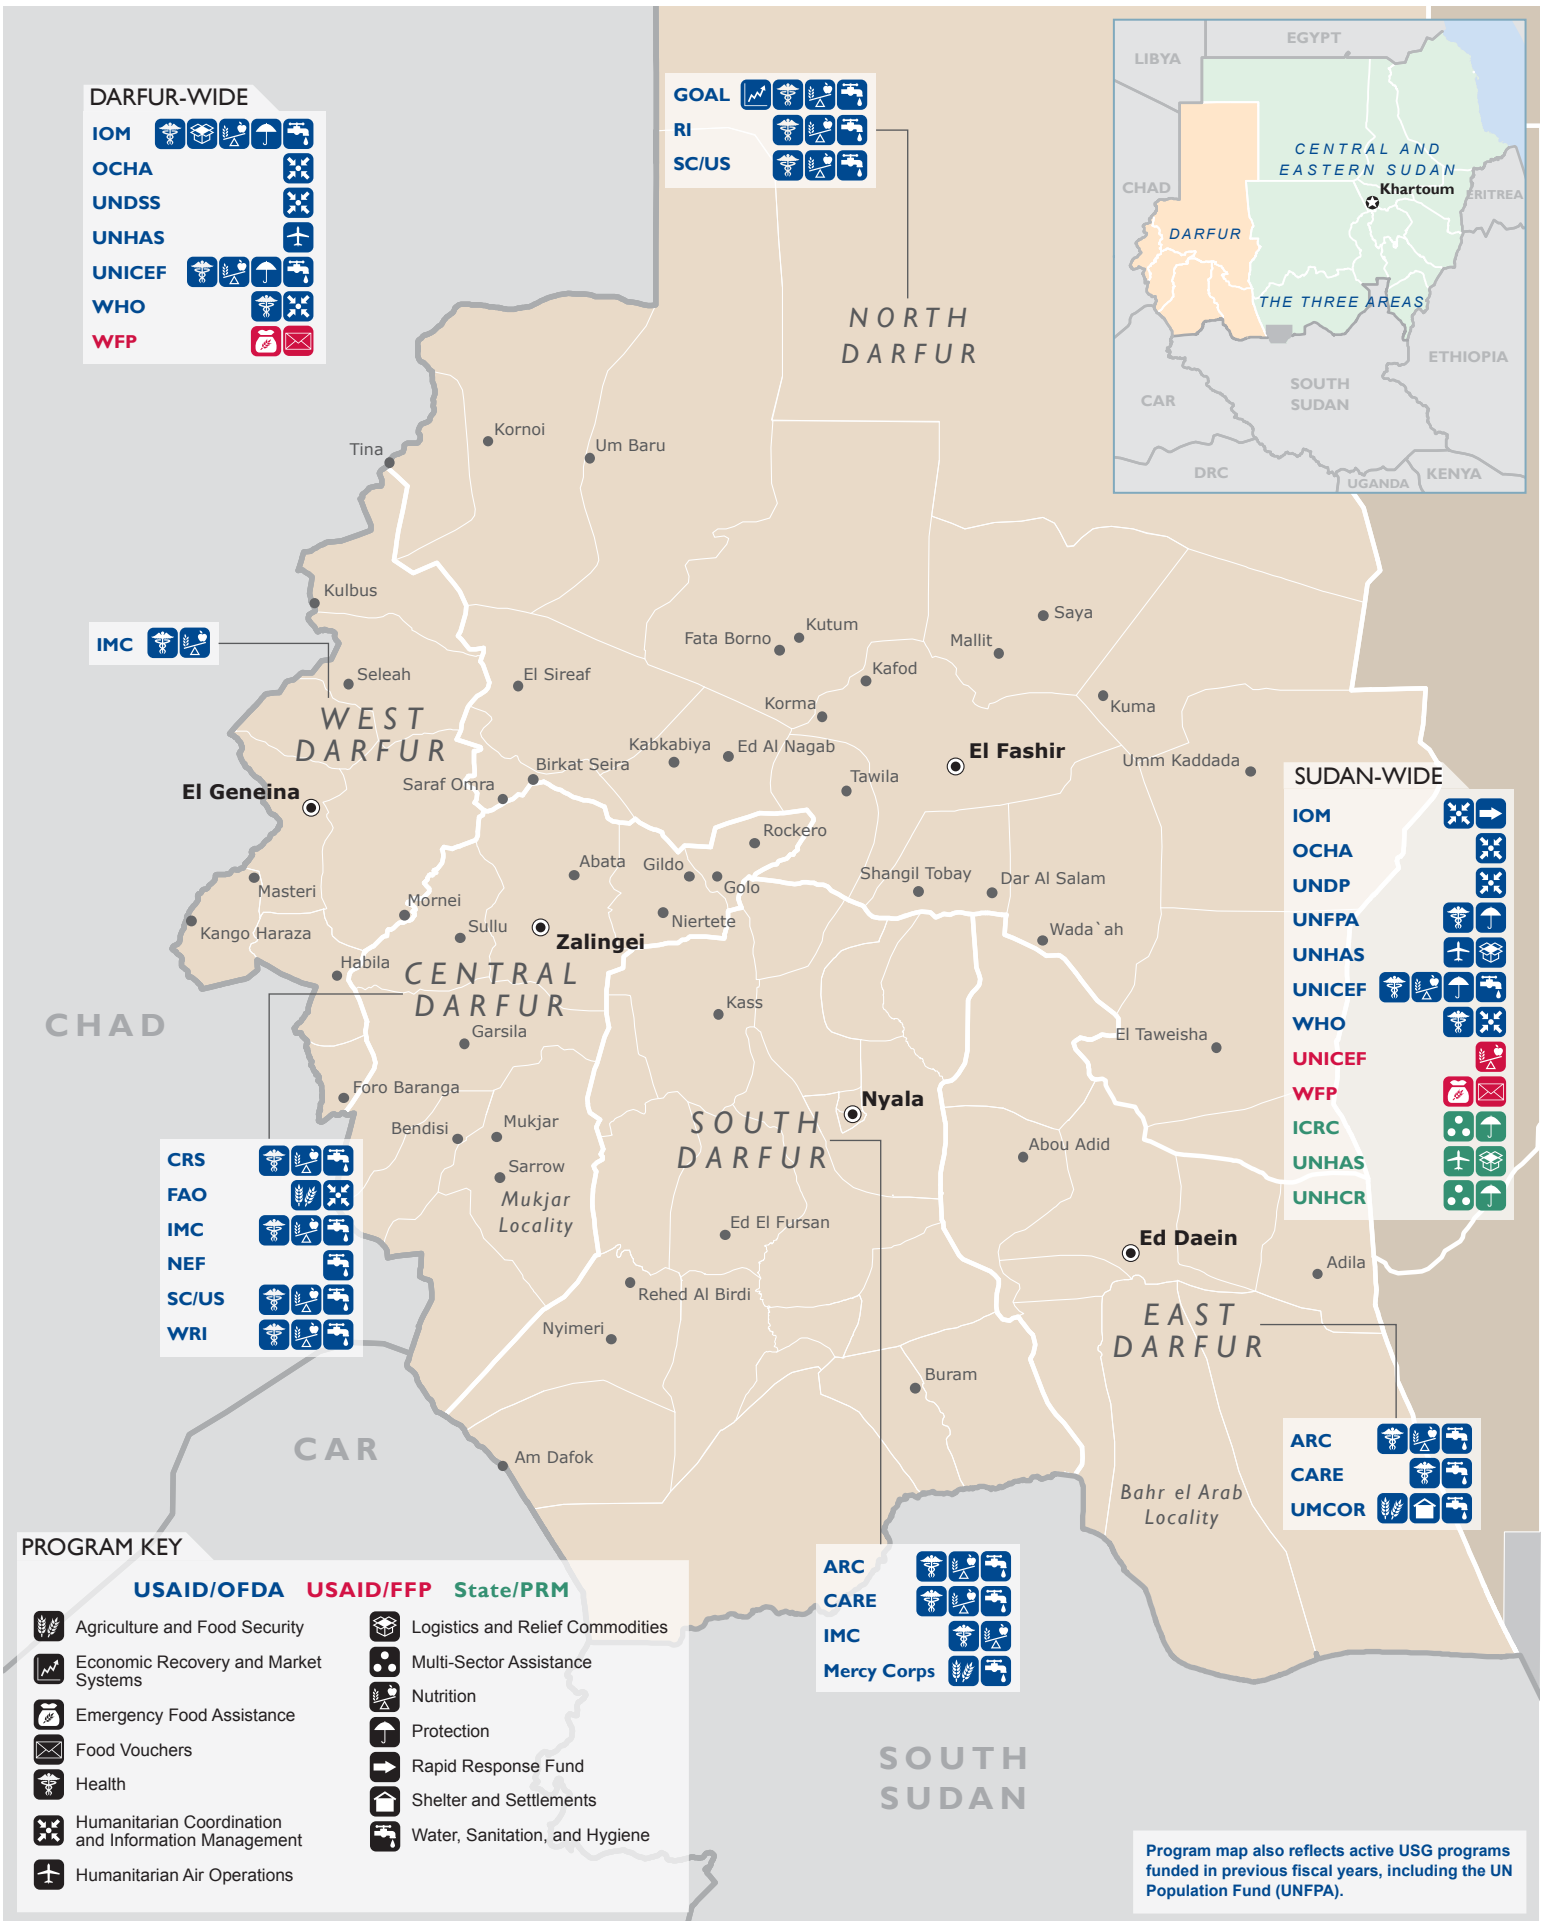 DARFUR-WIDE
IOM
OCHA
UNDSS
UNHAS
UNICEF
WHO
WFP
GOAL
RI
SC/US
EGYPT
LIBYA
CENTRAL AND
EASTERN SUDAN
CHAD
Khartoum
ERITREA
DARFUR
THE THREE AREAS
ETHIOPIA
SOUTH
SUDAN
CAR
DRC
UGANDA
KENYA
NORTH
DARFUR
Kornoi
Um Baru
Tina
Kulbus
IMC
Seleah
WEST
DARFUR
El Sireaf
Fata Borno
Kutum
Saya
Mallit
Kafod
Korma
Kuma
Kabkabiya
Ed Al Nagab
El Fashir
Umm Kaddada
Birkat Seira
Saraf Omra
Tawila
El Geneina
Rockero
Abata
Gildo
Golo
Shangil Tobay
Dar Al Salam
Masteri
Mornei
Niertete
Kango Haraza
Sullu
Zalingei
Wada`ah
Habila
CENTRAL
DARFUR
Kass
CHAD
Garsila
El Taweisha
Foro Baranga
Nyala
Bendisi
Mukjar
SOUTH
DARFUR
Abou Adid
Sarrow
Mukjar
Locality
Ed El Fursan
Ed Daein
Adila
Rehed Al Birdi
Nyimeri
EAST
DARFUR
Buram
CAR
Am Dafok
Bahr el Arab
Locality
SUDAN-WIDE
IOM
OCHA
UNDP
UNFPA
UNHAS
UNICEF
WHO
UNICEF
WFP
ICRC
UNHAS
UNHCR
CRS
FAO
IMC
NEF
SC/US
WRI
ARC
CARE
UMCOR
ARC
CARE
IMC
Mercy Corps
SOUTH
SUDAN
PROGRAM KEY
USAID/OFDA USAID/FFP State/PRM
Agriculture and Food Security
Economic Recovery and Market
Systems
Emergency Food Assistance
Food Vouchers
Health
Humanitarian Coordination
and Information Management
Humanitarian Air Operations
Logistics and Relief Commodities
Multi-Sector Assistance
Nutrition
Protection
Rapid Response Fund
Shelter and Settlements
Water, Sanitation, and Hygiene
Program map also reflects active USG programs
funded in previous fiscal years, including the UN
Population Fund (UNFPA).